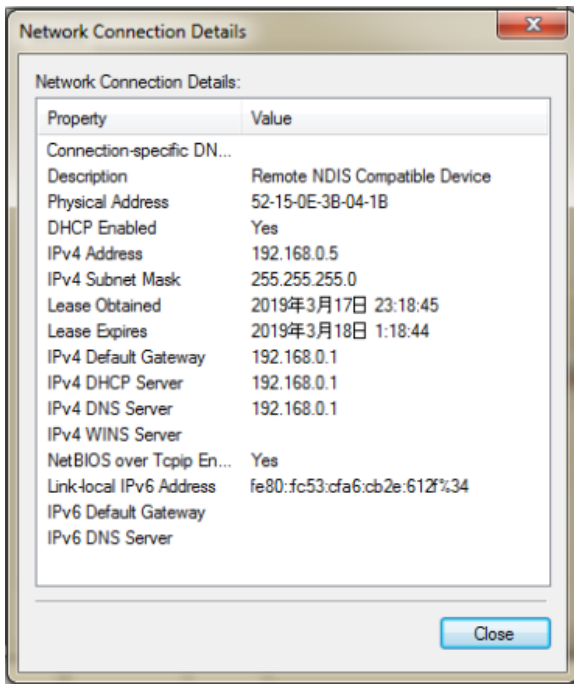 Network Connection Details
Network Connection Details:
Property Value
Connection-specific DN...
Description Remote NDIS Compatible Device
Physical Address 52-15-0E-3B-04-1B
DHCP Enabled Yes
IPv4 Address 192.168.0.5
IPv4 Subnet Mask 255.255.255.0
Lease Obtained 2019年3月17日 23:18:45
Lease Expires 2019年3月18日 1:18:44
IPv4 Default Gateway 192.168.0.1
IPv4 DHCP Server 192.168.0.1
IPv4 DNS Server 192.168.0.1
IPv4 WINS Server
NetBIOS over Tcpip En... Yes
Link-local IPv6 Address fe80::fc53:cfa6:cb2e:612f%34
IPv6 Default Gateway
IPv6 DNS Server
Close